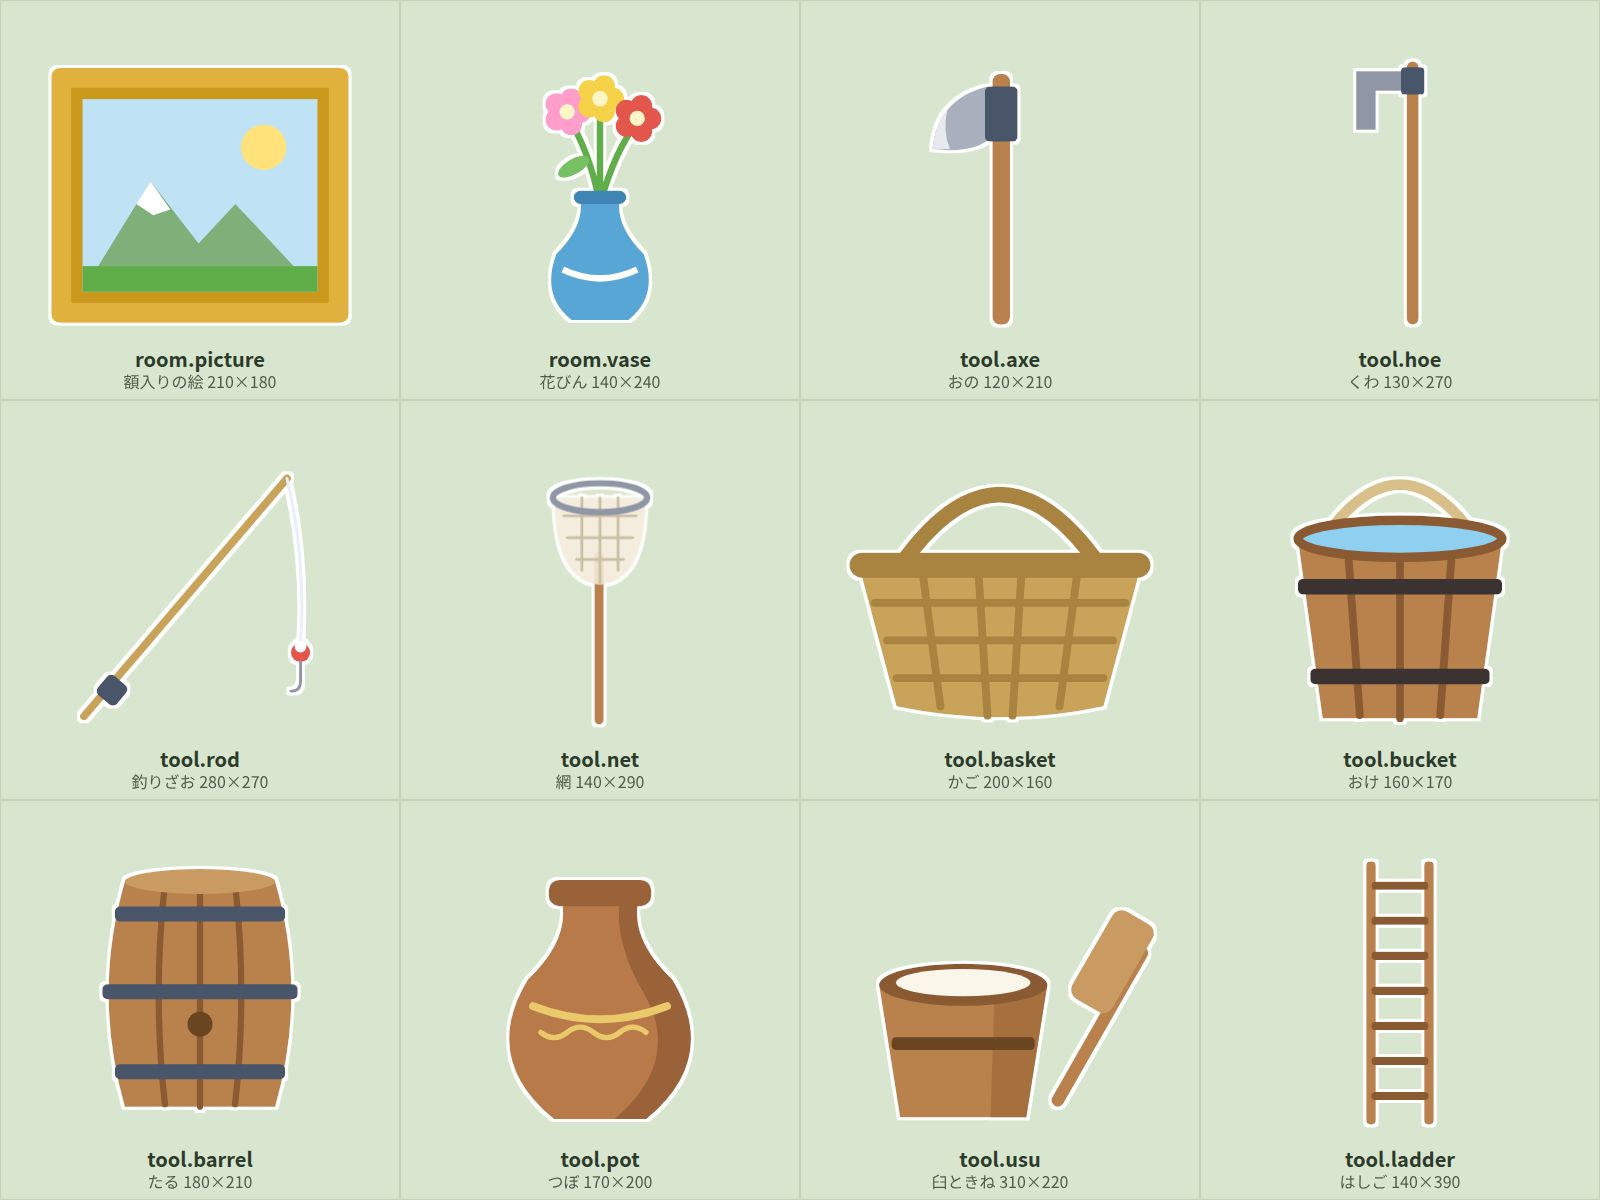 room.picture
額入りの絵 210×180
room.vase
花びん 140×240
tool.axe
おの 120×210
tool.hoe
くわ 130×270
tool.rod
釣りざお 280×270
tool.net
網 140×290
tool.basket
かご 200×160
tool.bucket
おけ 160×170
tool.barrel
たる 180×210
tool.pot
つぼ 170×200
tool.usu
臼ときね 310×220
tool.ladder
はしご 140×390